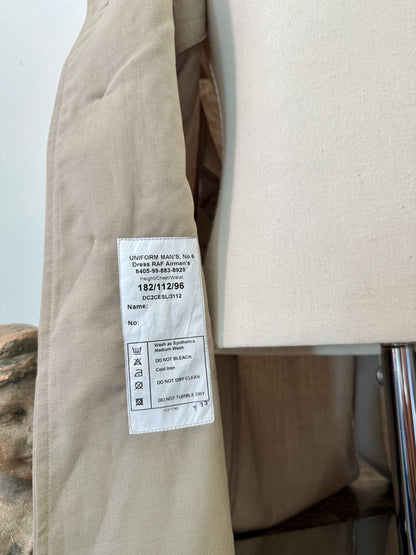 UNIFORM MAN'S, No 6
Dress RAF Airman's
8405-99-883-8929
Height/Chest/Waist
182/112/96
DC2CESL/3112
Name:
No:
Wash as Synthetics
Medium Wash
DO NOT BLEACH
Cool Iron
DO NOT DRY CLEAN
DO NOT TUMBLE DRY